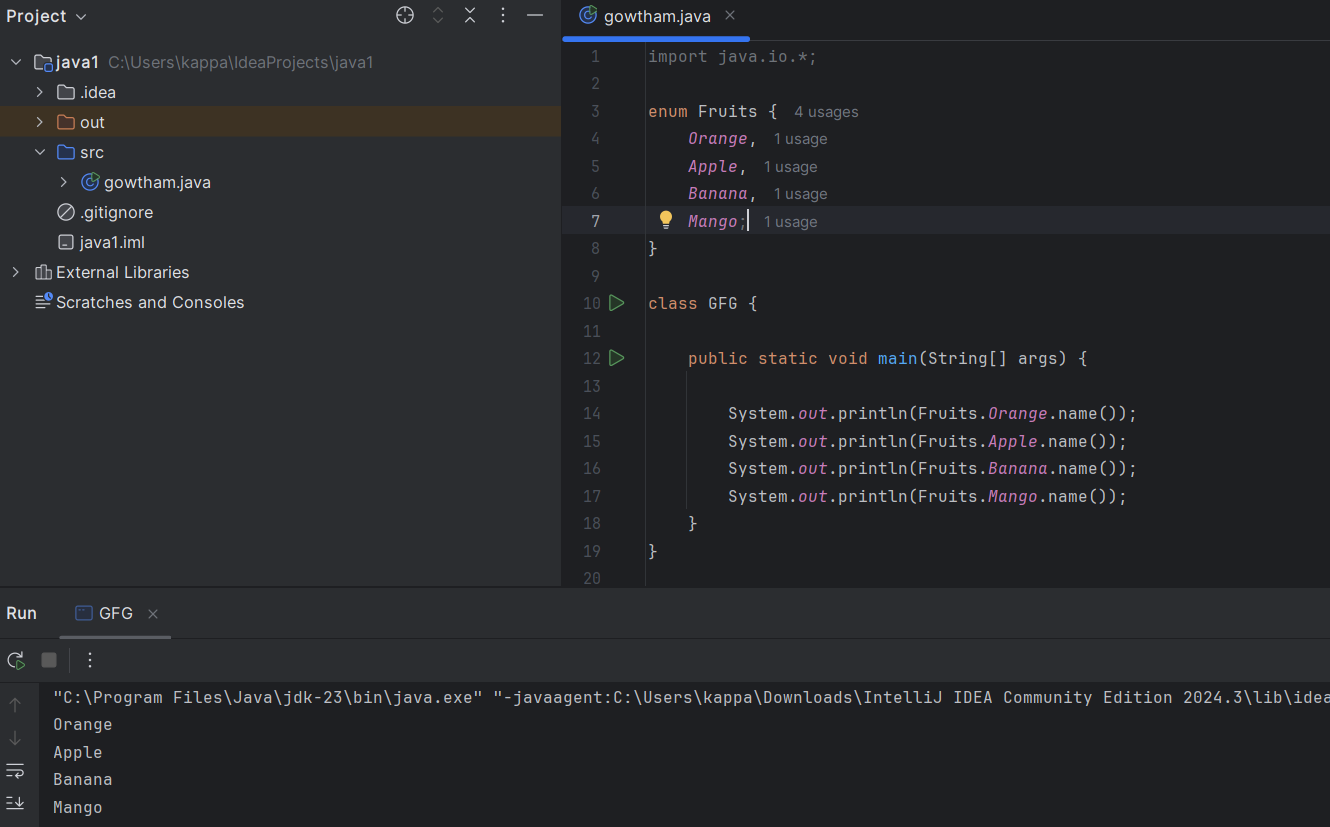 Project
java1 C:\Users\kappa\IdeaProjects\java1
.idea
out
src
gowtham.java
.gitignore
java1.iml
External Libraries
Scratches and Consoles
gowtham.java
1 import java.io.*;
2
3 enum Fruits { 4 usages
4 Orange, 1 usage
5 Apple, 1 usage
6 Banana, 1 usage
7 Mango; 1 usage
8 }
9
10 class GFG {
11
12 public static void main(String[] args) {
13
14 System.out.println(Fruits.Orange.name());
15 System.out.println(Fruits.Apple.name());
16 System.out.println(Fruits.Banana.name());
17 System.out.println(Fruits.Mango.name());
18 }
19 }
20
Run GFG
"C:\Program Files\Java\jdk-23\bin\java.exe" "-javaagent:C:\Users\kappa\Downloads\IntelliJ IDEA Community Edition 2024.3\lib\idea
Orange
Apple
Banana
Mango